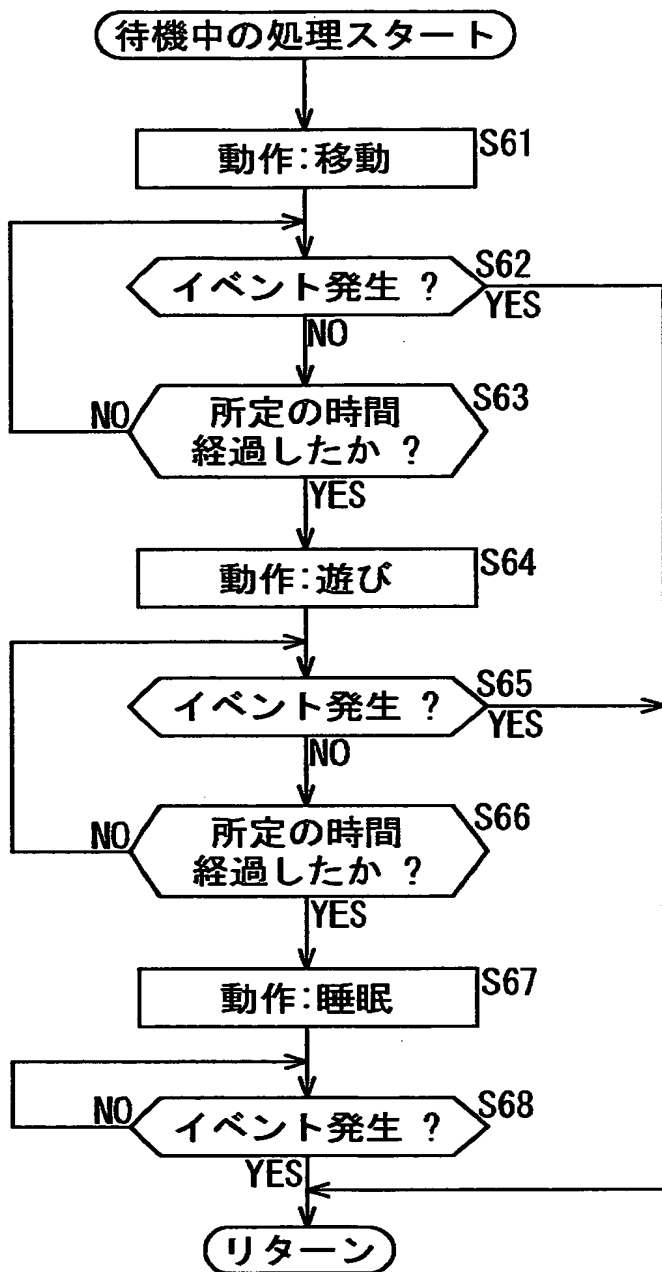 待機中の処理スタート
動作:移動
S61
イベント発生 ?
S62
YES
NO
所定の時間
経過したか ?
S63
NO
YES
動作:遊び
S64
イベント発生 ?
S65
YES
NO
所定の時間
経過したか ?
S66
NO
YES
動作:睡眠
S67
イベント発生 ?
S68
NO
YES
リターン